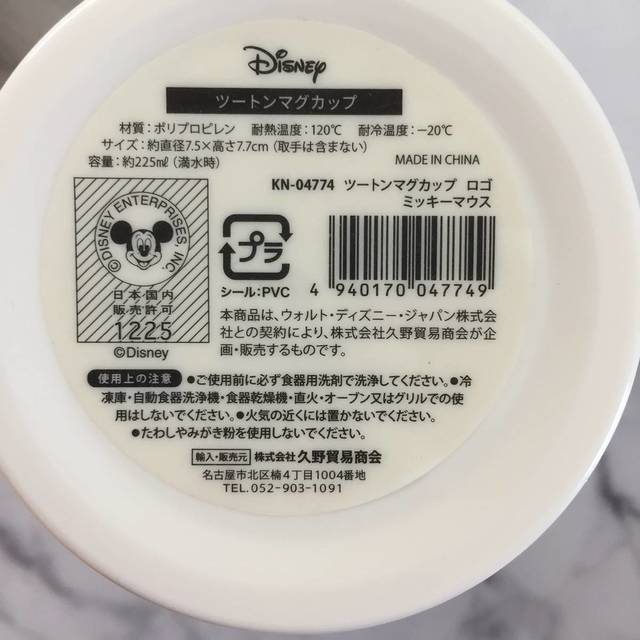 Disney
ツートンマグカップ
材質：ポリプロピレン　耐熱温度：120℃　耐冷温度：−20℃
サイズ：約直径7.5×高さ7.7cm（取手は含まない）
容量：約225㎖（満水時）
MADE IN CHINA
KN-04774 ツートンマグカップ　ロゴ
ミッキーマウス
©DISNEY ENTERPRISES, INC.
日本国内
販売許可
1225
©Disney
プラ
シール：PVC
4 940170 047749
本商品は、ウォルト・ディズニー・ジャパン株式会
社との契約により、株式会社久野貿易商会が企
画・販売するものです。
使用上の注意 ●ご使用前に必ず食器用洗剤で洗浄してください。●冷
凍庫・自動食器洗浄機・食器乾燥機・直火・オーブン又はグリルでの使
用はしないでください。●火気の近くには置かないでください。
●たわしやみがき粉を使用しないでください。
輸入・販売元 株式会社久野貿易商会
名古屋市北区楠4丁目1004番地
TEL.052-903-1091